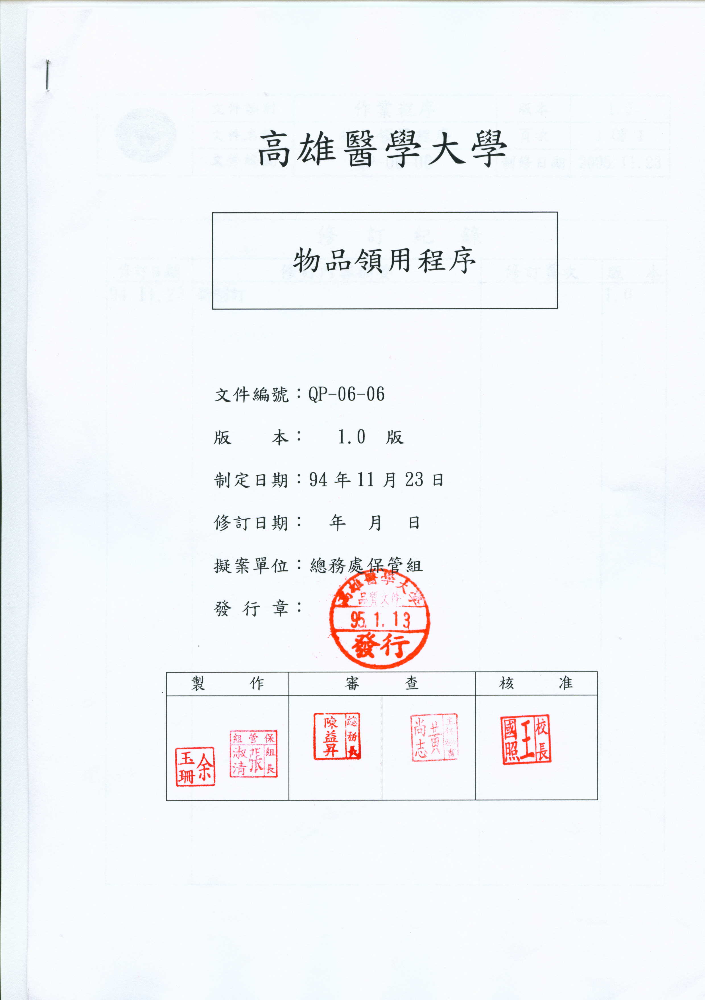 高雄醫學大學
物品領用程序
文件編號：QP-06-06
版　　本：　1.0　版
制定日期：94 年 11 月 23 日
修訂日期：　年　月　日
擬案單位：總務處保管組
發 行 章：
高雄醫學大學
品質文件
95.1.13
發行
製　作　審　查　核　准
余玉珊
保管組
組長
張淑清
總務長
陳益昇
主任秘書
黃尚志
校長
王國照